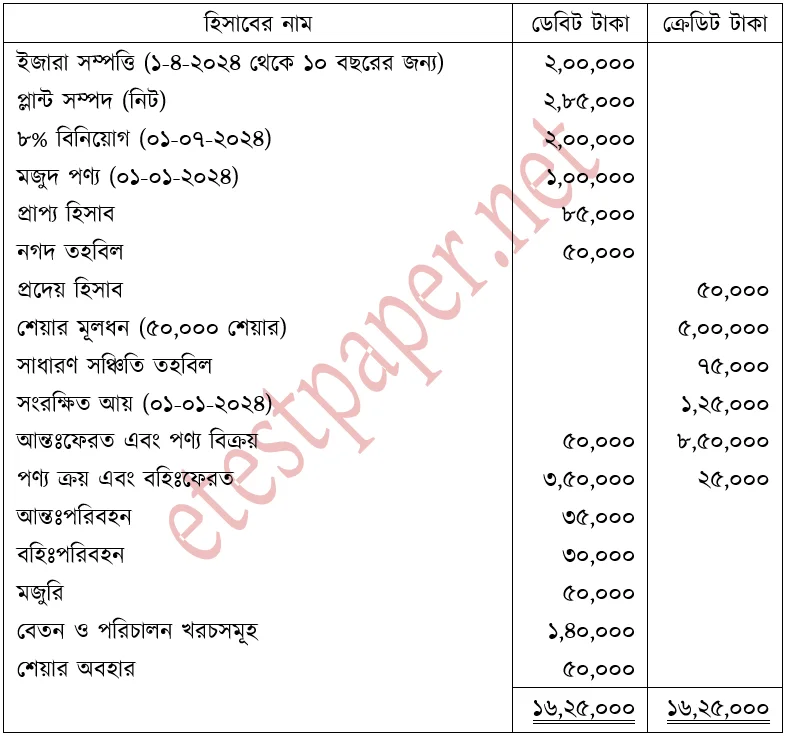 হিসাবের নাম ডেবিট টাকা ক্রেডিট টাকা
ইজারা সম্পত্তি (১-৪-২০২৪ থেকে ১০ বছরের জন্য) ২,০০,০০০
প্লান্ট সম্পদ (নিট) ২,৮৫,০০০
৮% বিনিয়োগ (০১-০৭-২০২৪) ২,০০,০০০
মজুদ পণ্য (০১-০১-২০২৪) ১,০০,০০০
প্রাপ্য হিসাব ৮৫,০০০
নগদ তহবিল ৫০,০০০
প্রদেয় হিসাব ৫০,০০০
শেয়ার মূলধন (৫০,০০০ শেয়ার) ৫,০০,০০০
সাধারণ সঞ্চিতি তহবিল ৭৫,০০০
সংরক্ষিত আয় (০১-০১-২০২৪) ১,২৫,০০০
আন্তঃফেরত এবং পণ্য বিক্রয় ৫০,০০০ ৮,৫০,০০০
পণ্য ক্রয় এবং বহিঃফেরত ৩,৫০,০০০ ২৫,০০০
আন্তঃপরিবহন ৩৫,০০০
বহিঃপরিবহন ৩০,০০০
মজুরি ৫০,০০০
বেতন ও পরিচালন খরচসমূহ ১,৪০,০০০
শেয়ার অবহার ৫০,০০০
১৬,২৫,০০০ ১৬,২৫,০০০
etestpaper.net